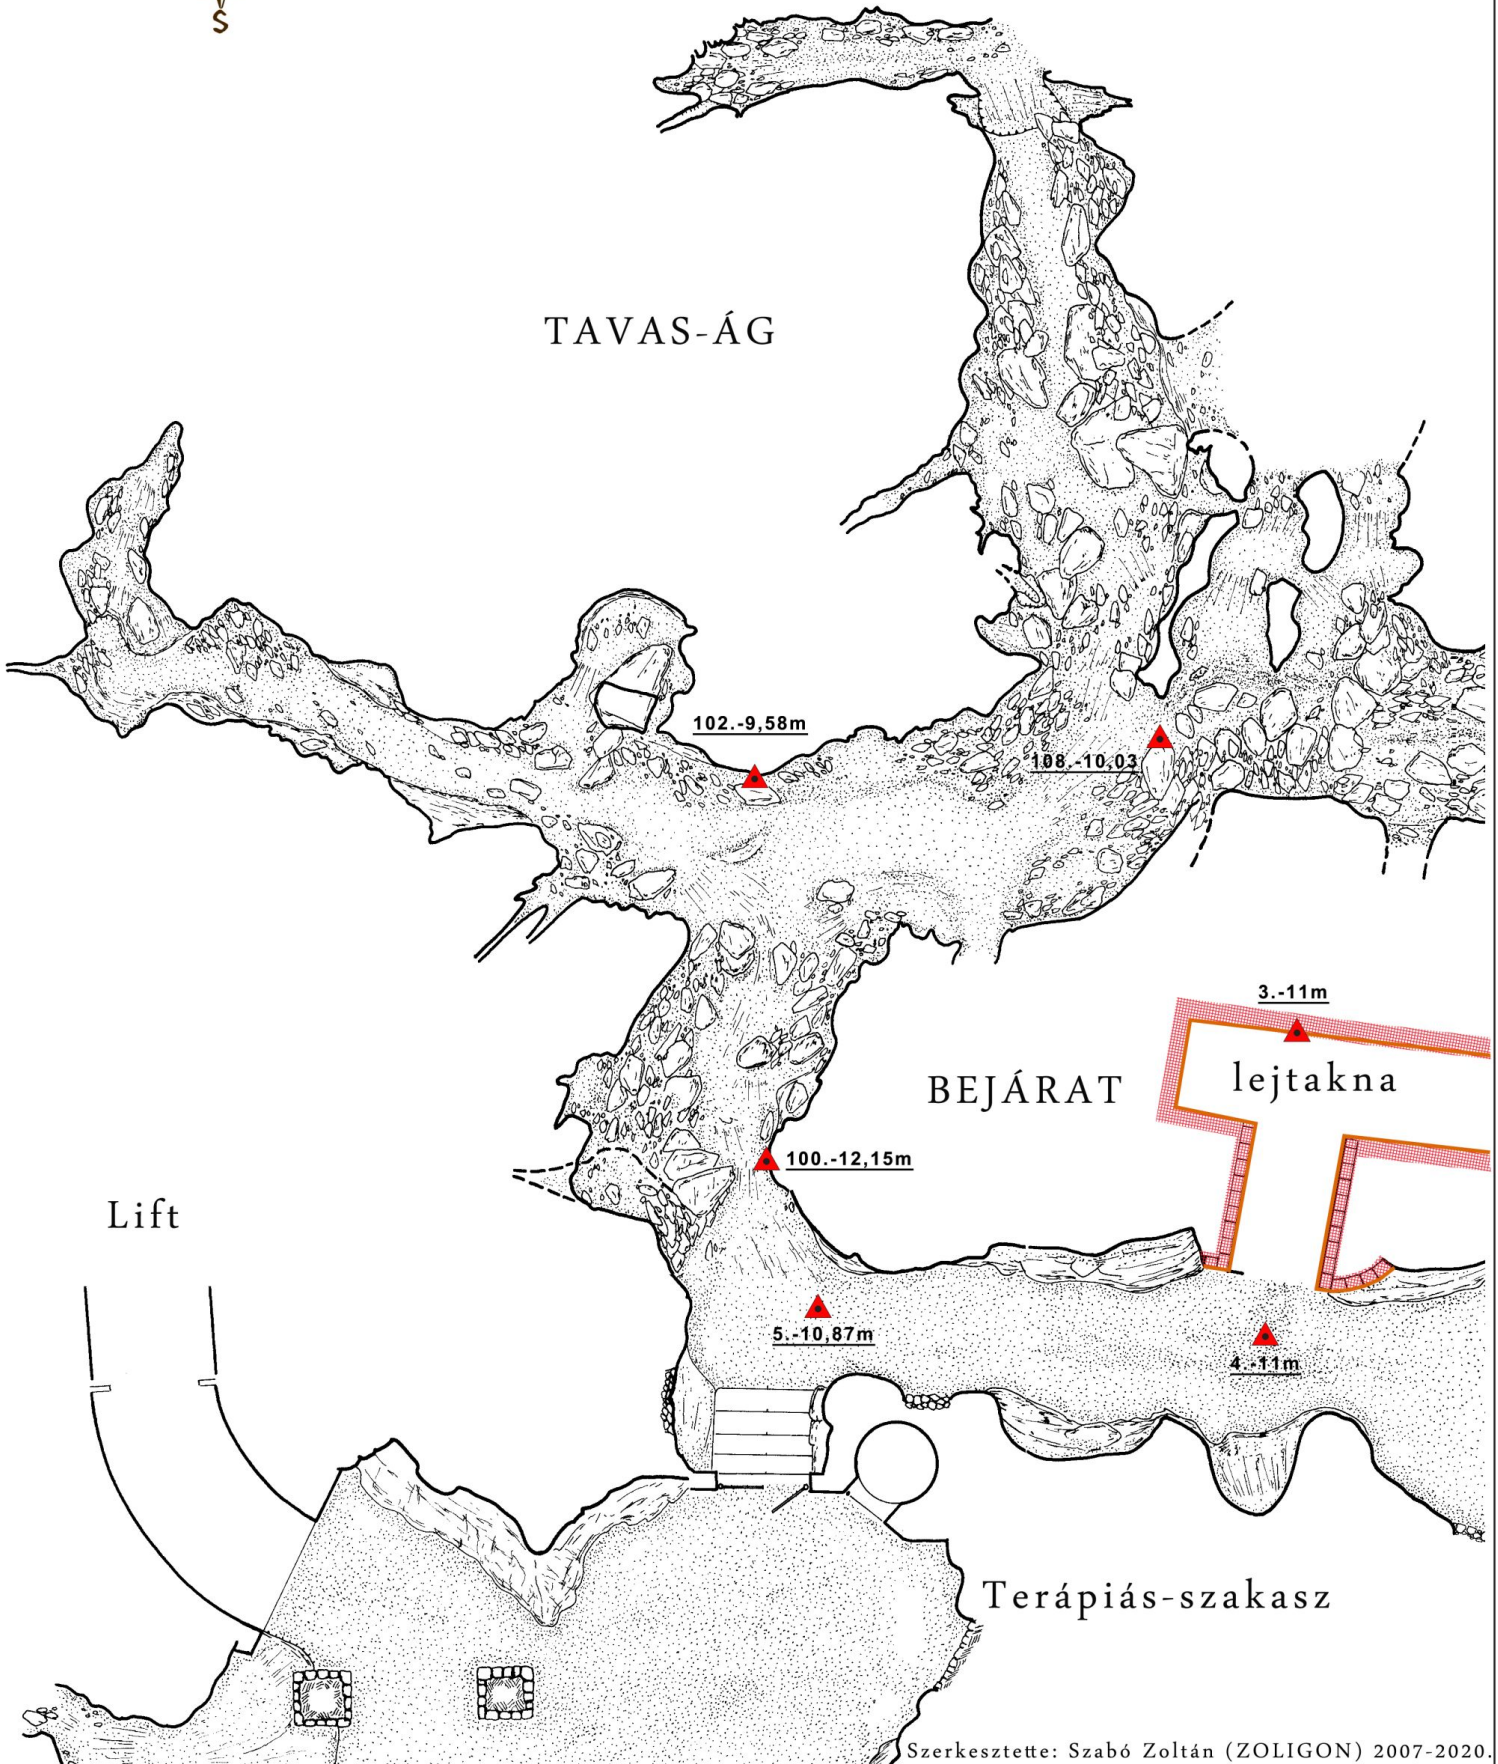 Ś
TAVAS-ÁG
102.-9,58m
108.-10,03
3.-11m
lejtakna
BEJÁRAT
100.-12,15m
Lift
5.-10,87m
4.-11m
Terápiás-szakasz
Szerkesztette: Szabó Zoltán (ZOLIGON) 2007-2020.